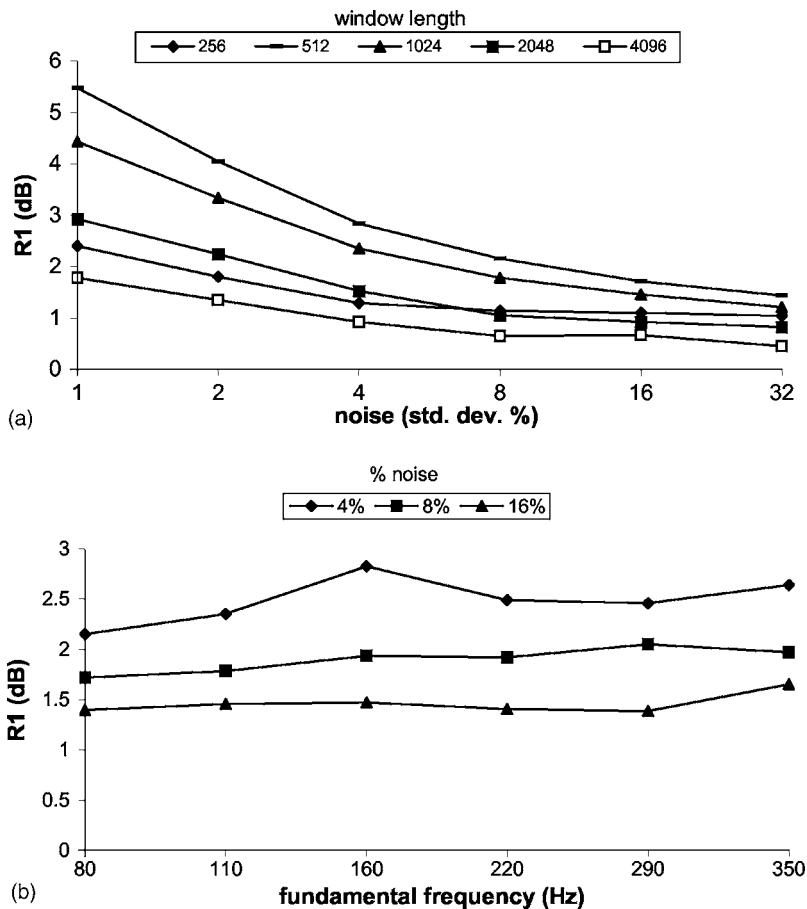 window length
256 512 1024 2048 4096
6
5
4
3
2
1
0
R1 (dB)
1 2 4 8 16 32
noise (std. dev. %)
(a)
% noise
4% 8% 16%
3
2.5
2
1.5
1
0.5
0
R1 (dB)
80 110 160 220 290 350
fundamental frequency (Hz)
(b)